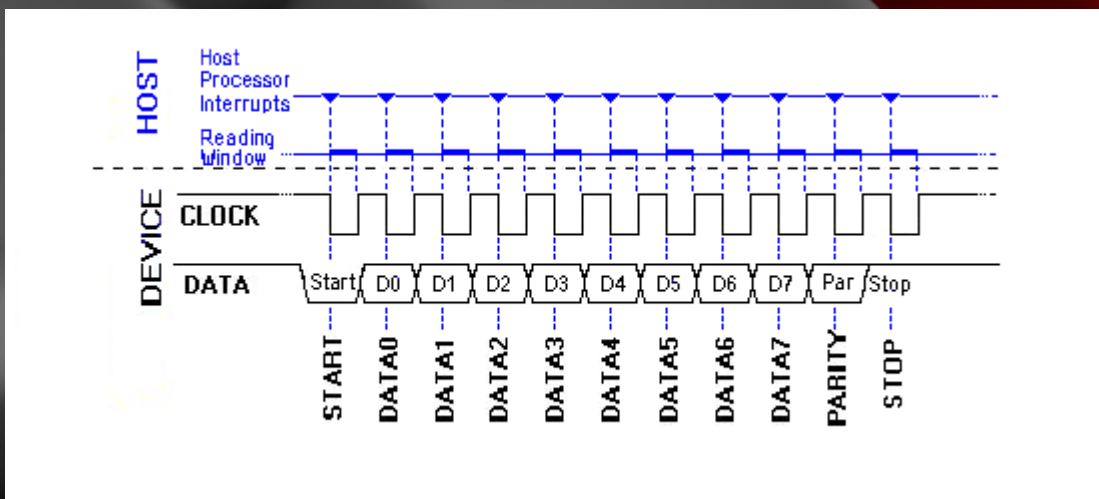 HOST
Host
Processor
Interrupts
Reading
Window
DEVICE
CLOCK
DATA
Start D0 D1 D2 D3 D4 D5 D6 D7 Par Stop
START DATA0 DATA1 DATA2 DATA3 DATA4 DATA5 DATA6 DATA7 PARITY STOP